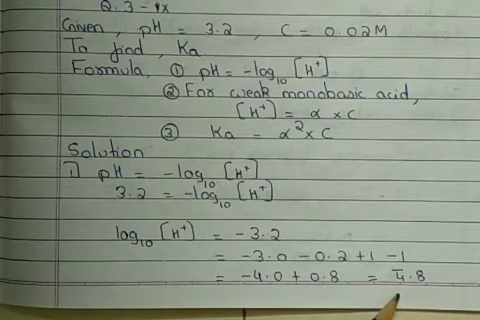 Q.3-ix
Given, pH = 3.2, C = 0.02M
To find, Ka
Formula, ① pH = -log₁₀ [H⁺]
② For weak monobasic acid,
[H⁺] = α × C
③ Ka = α² × C
Solution
1) pH = -log₁₀ [H⁺]
3.2 = -log₁₀ [H⁺]
log₁₀ [H⁺] = -3.2
= -3.0 - 0.2 + 1 - 1
= -4.0 + 0.8 = 4̅.8